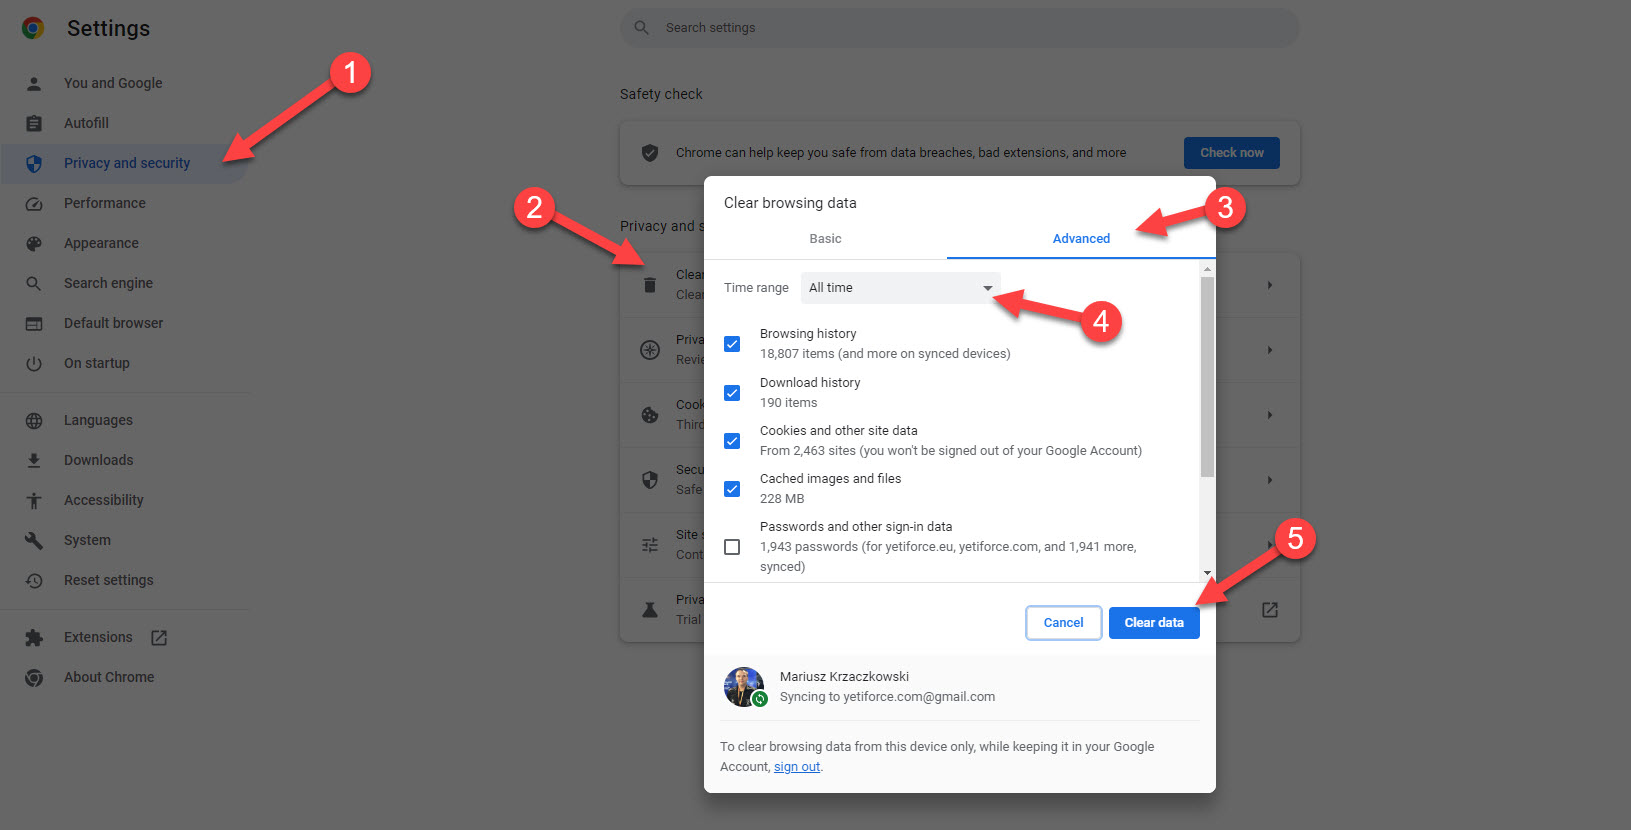 Settings
Search settings
You and Google
Autofill
Privacy and security
Performance
Appearance
Search engine
Default browser
On startup
Languages
Downloads
Accessibility
System
Reset settings
Extensions
About Chrome
1
Safety check
Chrome can help keep you safe from data breaches, bad extensions, and more
Check now
2
Privacy and s
Clear
Clear
Priva
Revie
Cook
Third
Secu
Safe
Site s
Cont
Priva
Trial
Clear browsing data
3
Basic
Advanced
Time range
All time
4
Browsing history
18,807 items (and more on synced devices)
Download history
190 items
Cookies and other site data
From 2,463 sites (you won't be signed out of your Google Account)
Cached images and files
228 MB
Passwords and other sign-in data
1,943 passwords (for yetiforce.eu, yetiforce.com, and 1,941 more,
synced)
5
Cancel
Clear data
Mariusz Krzaczkowski
Syncing to yetiforce.com@gmail.com
To clear browsing data from this device only, while keeping it in your Google
Account, sign out.